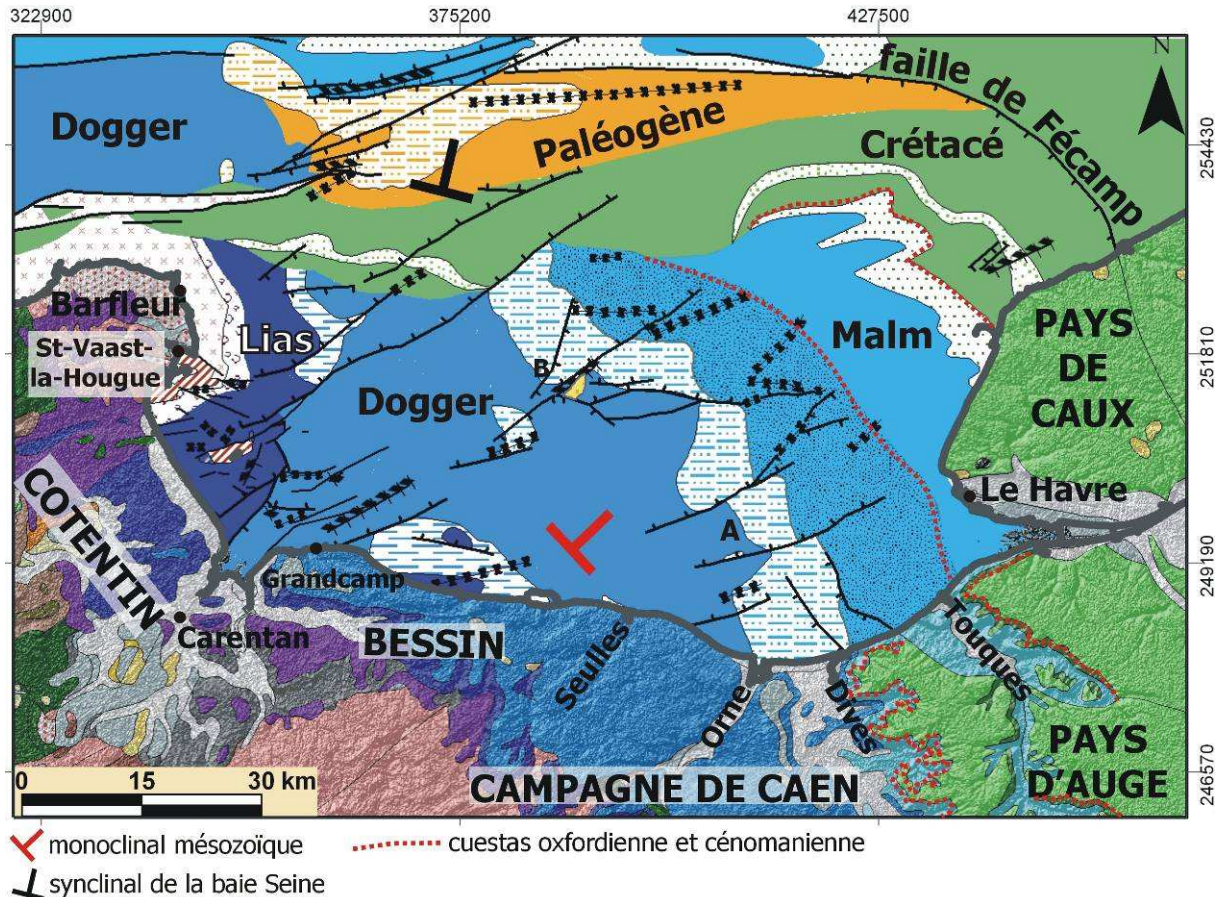 322900
375200
427500
N
faille de Fécamp
Dogger
Paléogène
Crétacé
254430
Barfleur
St-Vaast-
la-Hougue
Lias
Dogger
B
Malm
PAYS
DE
CAUX
251810
COTENTIN
Le Havre
A
Grandcamp
Carentan
BESSIN
Seulles
Orne
Dives
Touques
249190
CAMPAGNE DE CAEN
PAYS
D'AUGE
246570
0 15 30 km
monoclinal mésozoïque
cuestas oxfordienne et cénomanienne
synclinal de la baie Seine